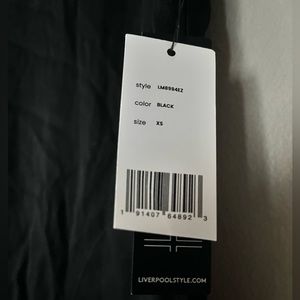 style LM8994EZ
color BLACK
size XS
1 91407 64892 3
LIVERPOOLSTYLE.COM